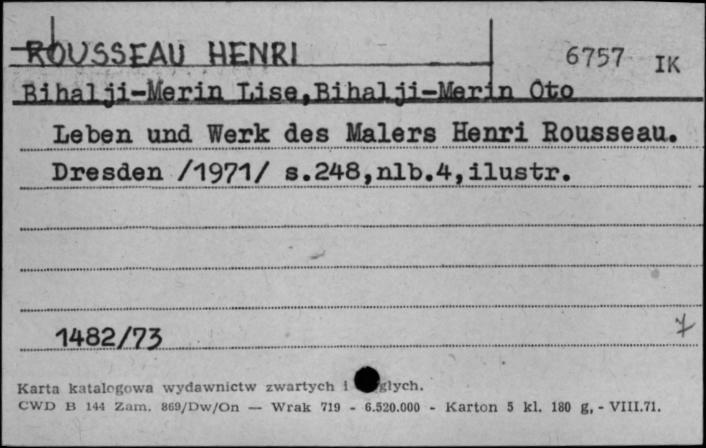 ROUSSEAU HENRI
6757 IK
Bihalji-Merin Lise,Bihalji-Merin Oto
Leben und Werk des Malers Henri Rousseau.
Dresden /1971/ s.248,nlb.4,ilustr.
1482/73
Karta katalogowa wydawnictw zwartych i głych.
CWD B 144 Zam. 869/Dw/On — Wrak 719 - 6.520.000 - Karton 5 kl. 180 g, - VIII.71.